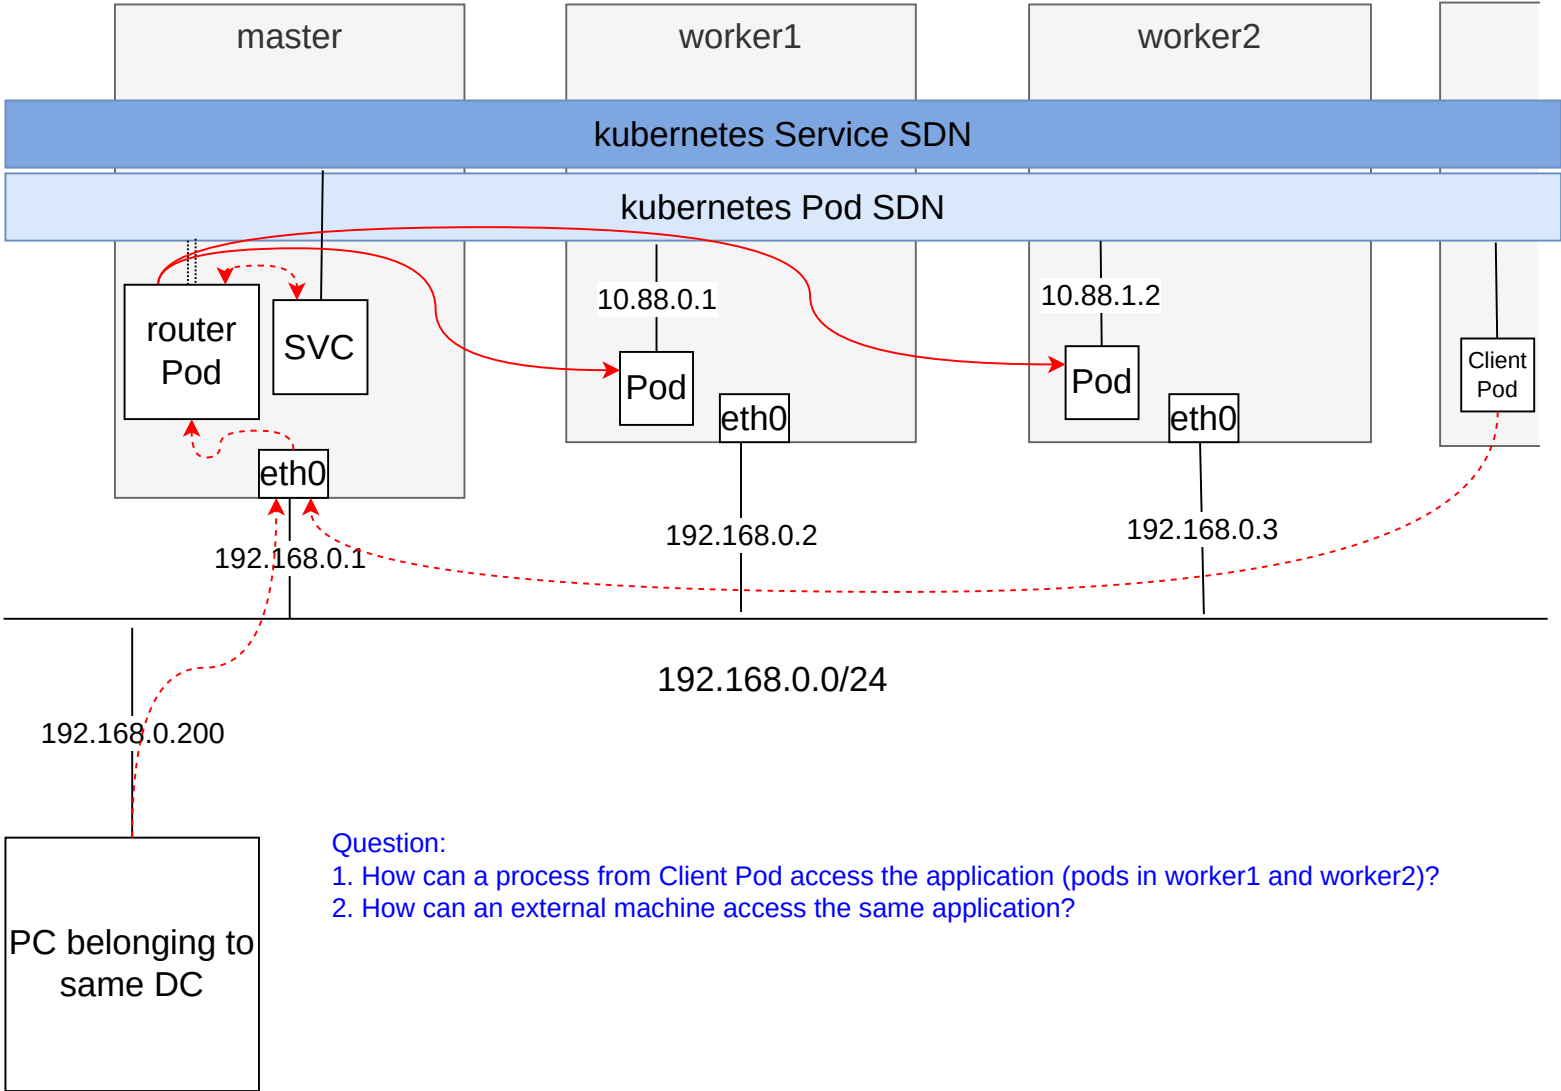 master
worker1
worker2
kubernetes Service SDN
kubernetes Pod SDN
router
Pod
SVC
10.88.0.1
Pod
eth0
10.88.1.2
Pod
eth0
Client
Pod
eth0
192.168.0.1
192.168.0.2
192.168.0.3
192.168.0.0/24
192.168.0.200
Question:
1. How can a process from Client Pod access the application (pods in worker1 and worker2)?
2. How can an external machine access the same application?
PC belonging to
same DC